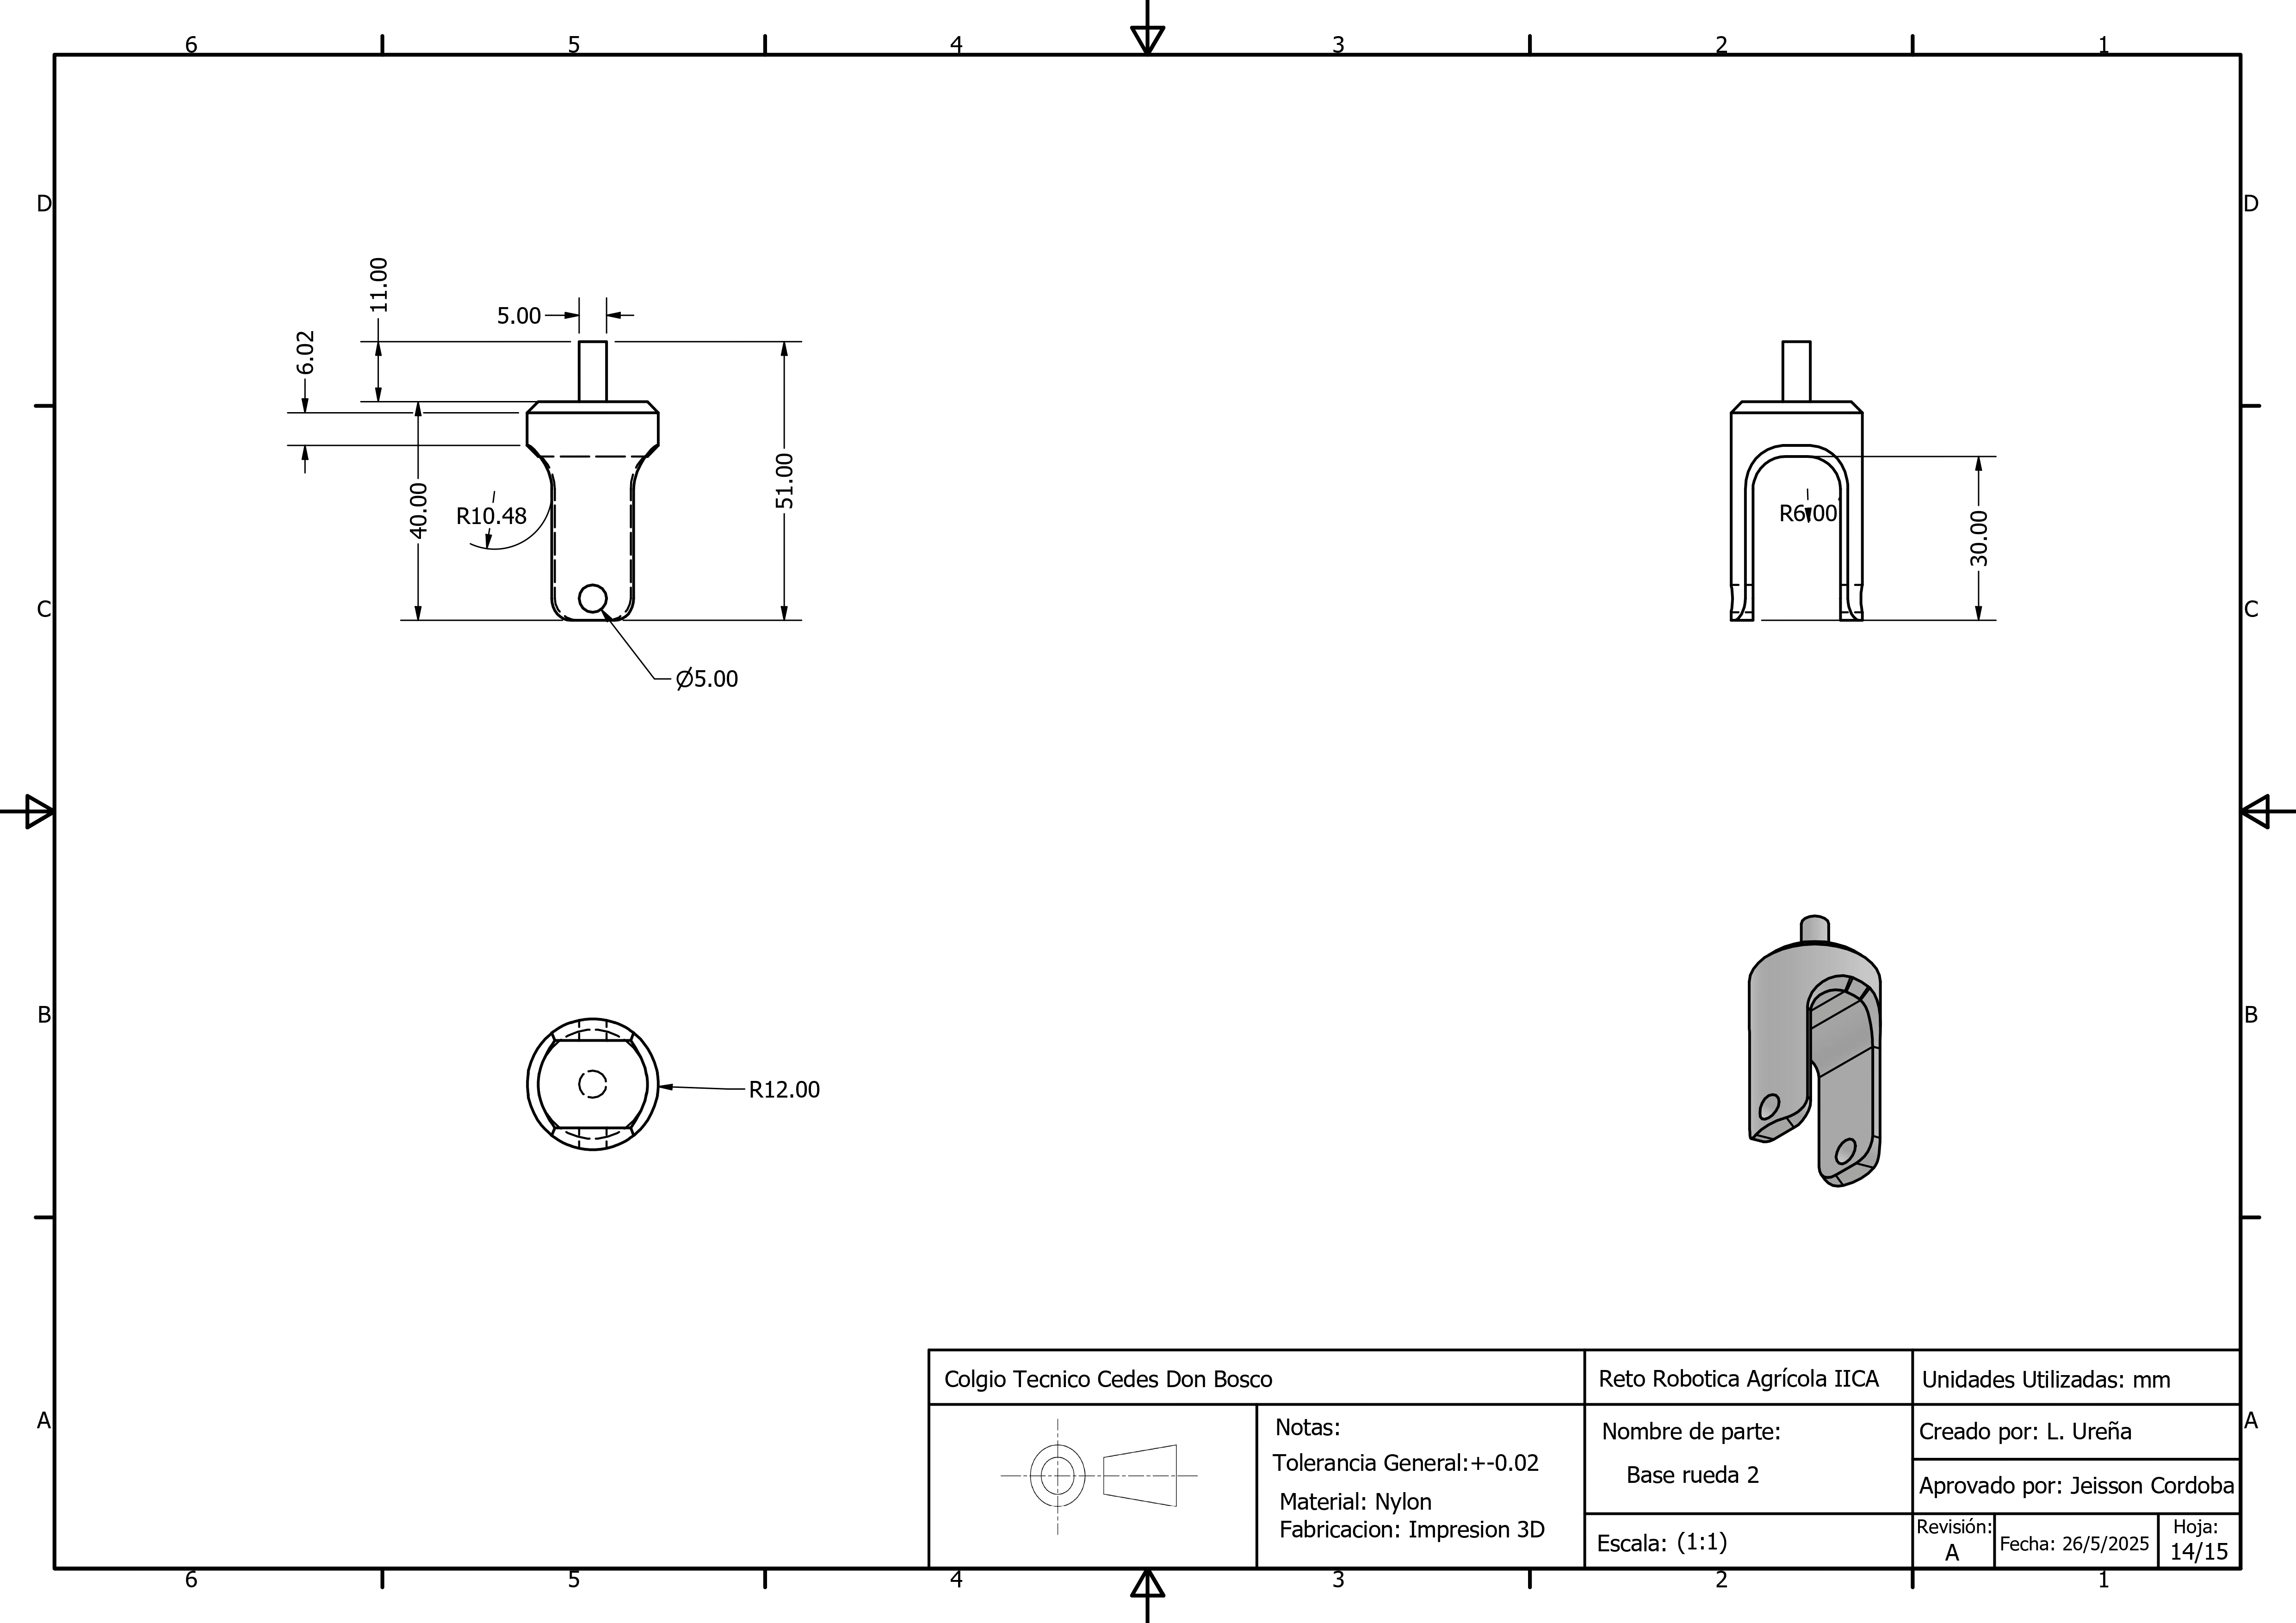 6 5 4 3 2 1
D D
11.00
5.00
6.02
40.00
R10.48
51.00
Ø5.00
R6.00
30.00
C C
B B
R12.00
A A
Colgio Tecnico Cedes Don Bosco
Reto Robotica Agrícola IICA
Unidades Utilizadas: mm
Notas:
Tolerancia General:+-0.02
Material: Nylon
Fabricacion: Impresion 3D
Nombre de parte:
Base rueda 2
Escala: (1:1)
Creado por: L. Ureña
Aprovado por: Jeisson Cordoba
Revisión:
A
Fecha: 26/5/2025
Hoja:
14/15
6 5 4 3 2 1